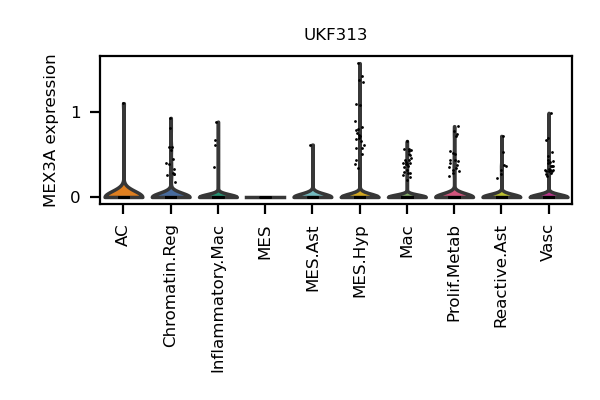 UKF313
MEX3A expression
1
0
AC
Chromatin.Reg
Inflammatory.Mac
MES
MES.Ast
MES.Hyp
Mac
Prolif.Metab
Reactive.Ast
Vasc